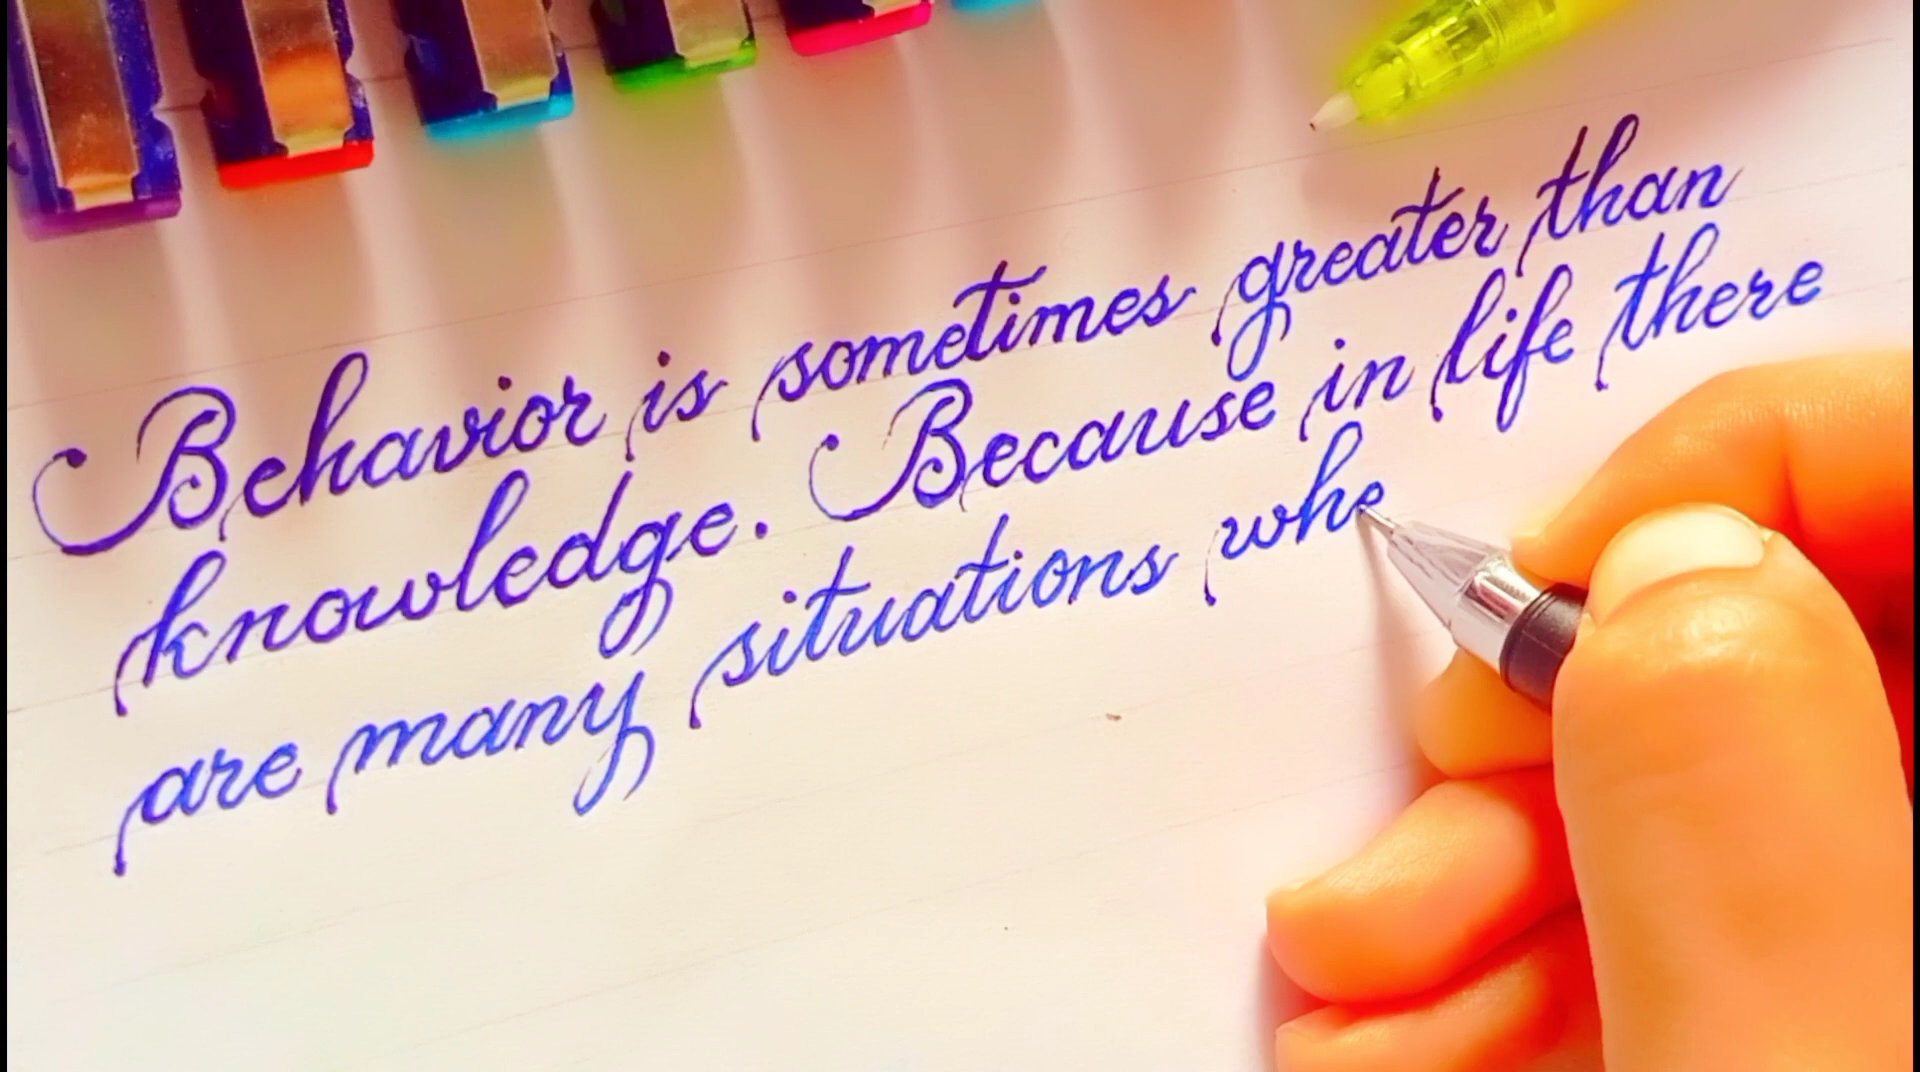 Behavior is sometimes greater than
knowledge. Because in life there
are many situations whe